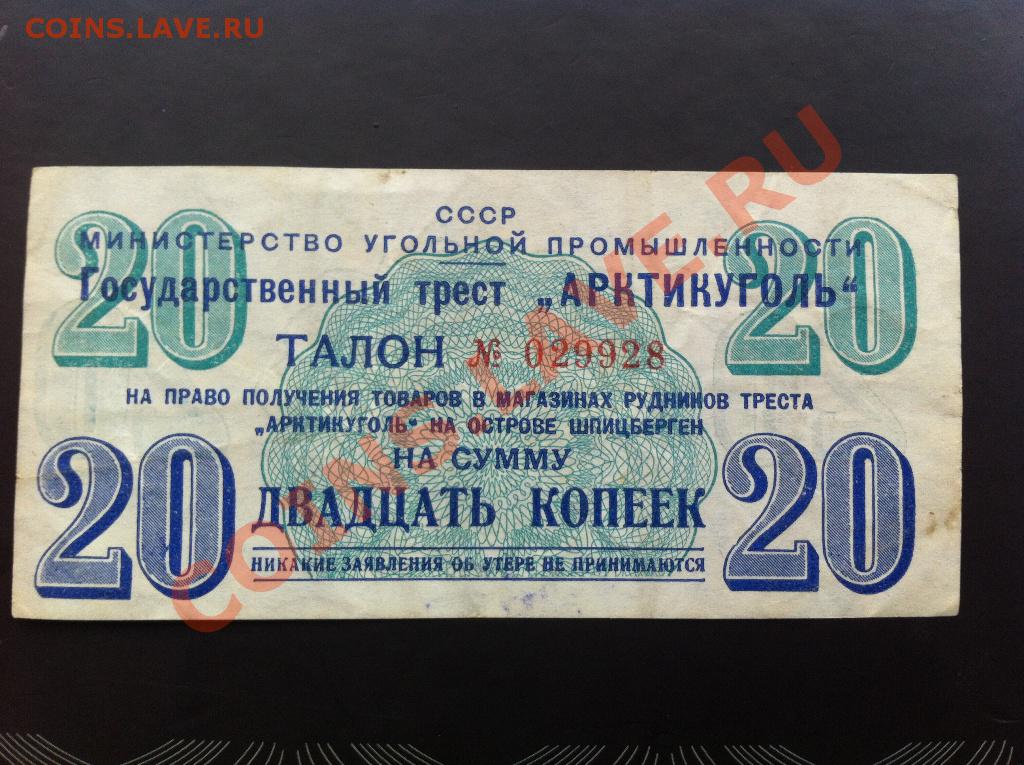 COINS.LAVE.RU
20 20
СССР
МИНИСТЕРСТВО УГОЛЬНОЙ ПРОМЫШЛЕННОСТИ
Государственный трест „АРКТИКУГОЛЬ“
ТАЛОН № 029928
НА ПРАВО ПОЛУЧЕНИЯ ТОВАРОВ В МАГАЗИНАХ РУДНИКОВ ТРЕСТА
„АРКТИКУГОЛЬ“ НА ОСТРОВЕ ШПИЦБЕРГЕН
НА СУММУ
20 ДВАДЦАТЬ КОПЕЕК 20
НИКАКИЕ ЗАЯВЛЕНИЯ ОБ УТЕРЕ НЕ ПРИНИМАЮТСЯ
COINS.LAVE.RU